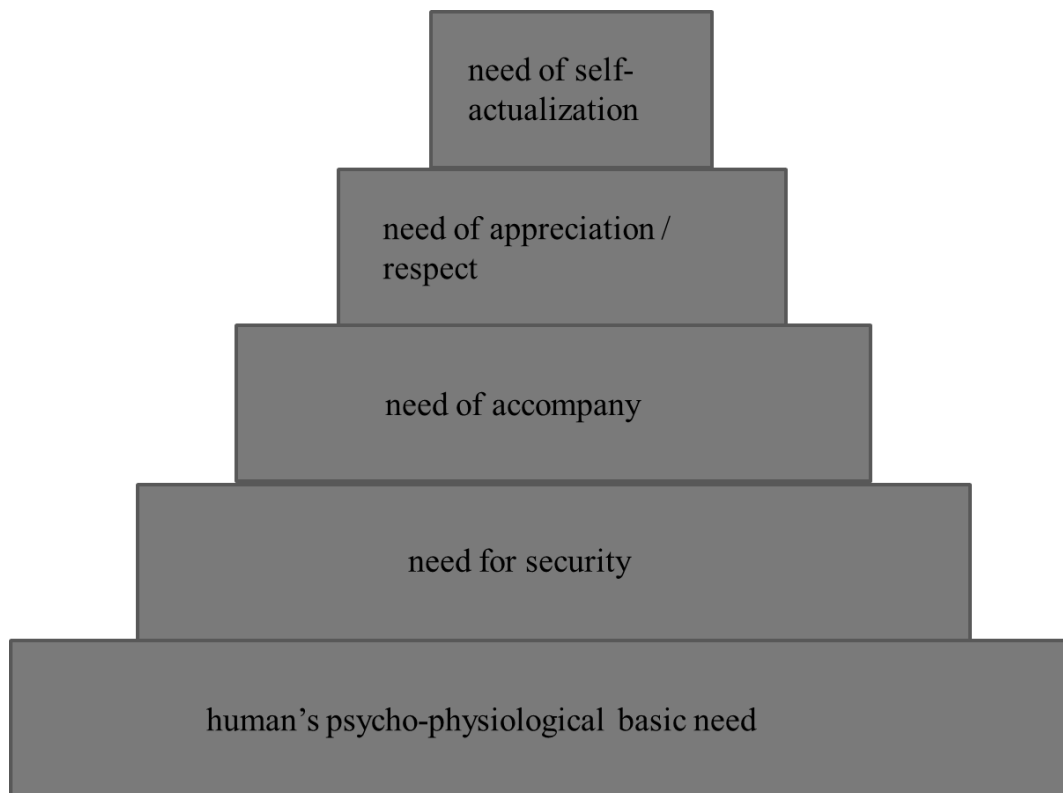 need of self-
actualization
need of appreciation /
respect
need of accompany
need for security
human’s psycho-physiological basic need